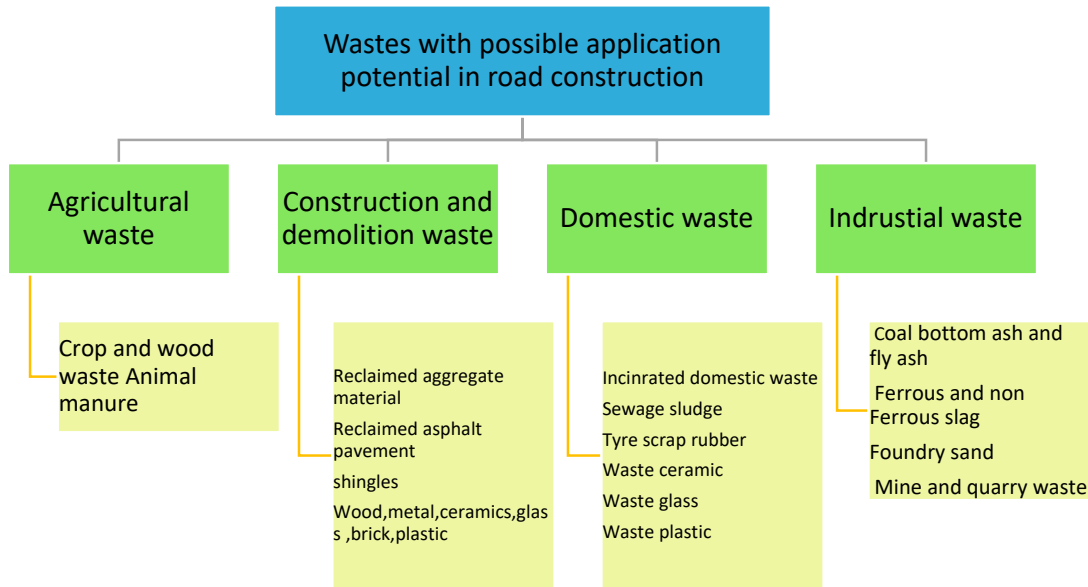 Wastes with possible application
potential in road construction
Agricultural
waste
Crop and wood
waste Animal
manure
Construction and
demolition waste
Reclaimed aggregate
material
Reclaimed asphalt
pavement
shingles
Wood,metal,ceramics,glas
s ,brick,plastic
Domestic waste
Incinrated domestic waste
Sewage sludge
Tyre scrap rubber
Waste ceramic
Waste glass
Waste plastic
Indrustial waste
Coal bottom ash and
fly ash
Ferrous and non
Ferrous slag
Foundry sand
Mine and quarry waste